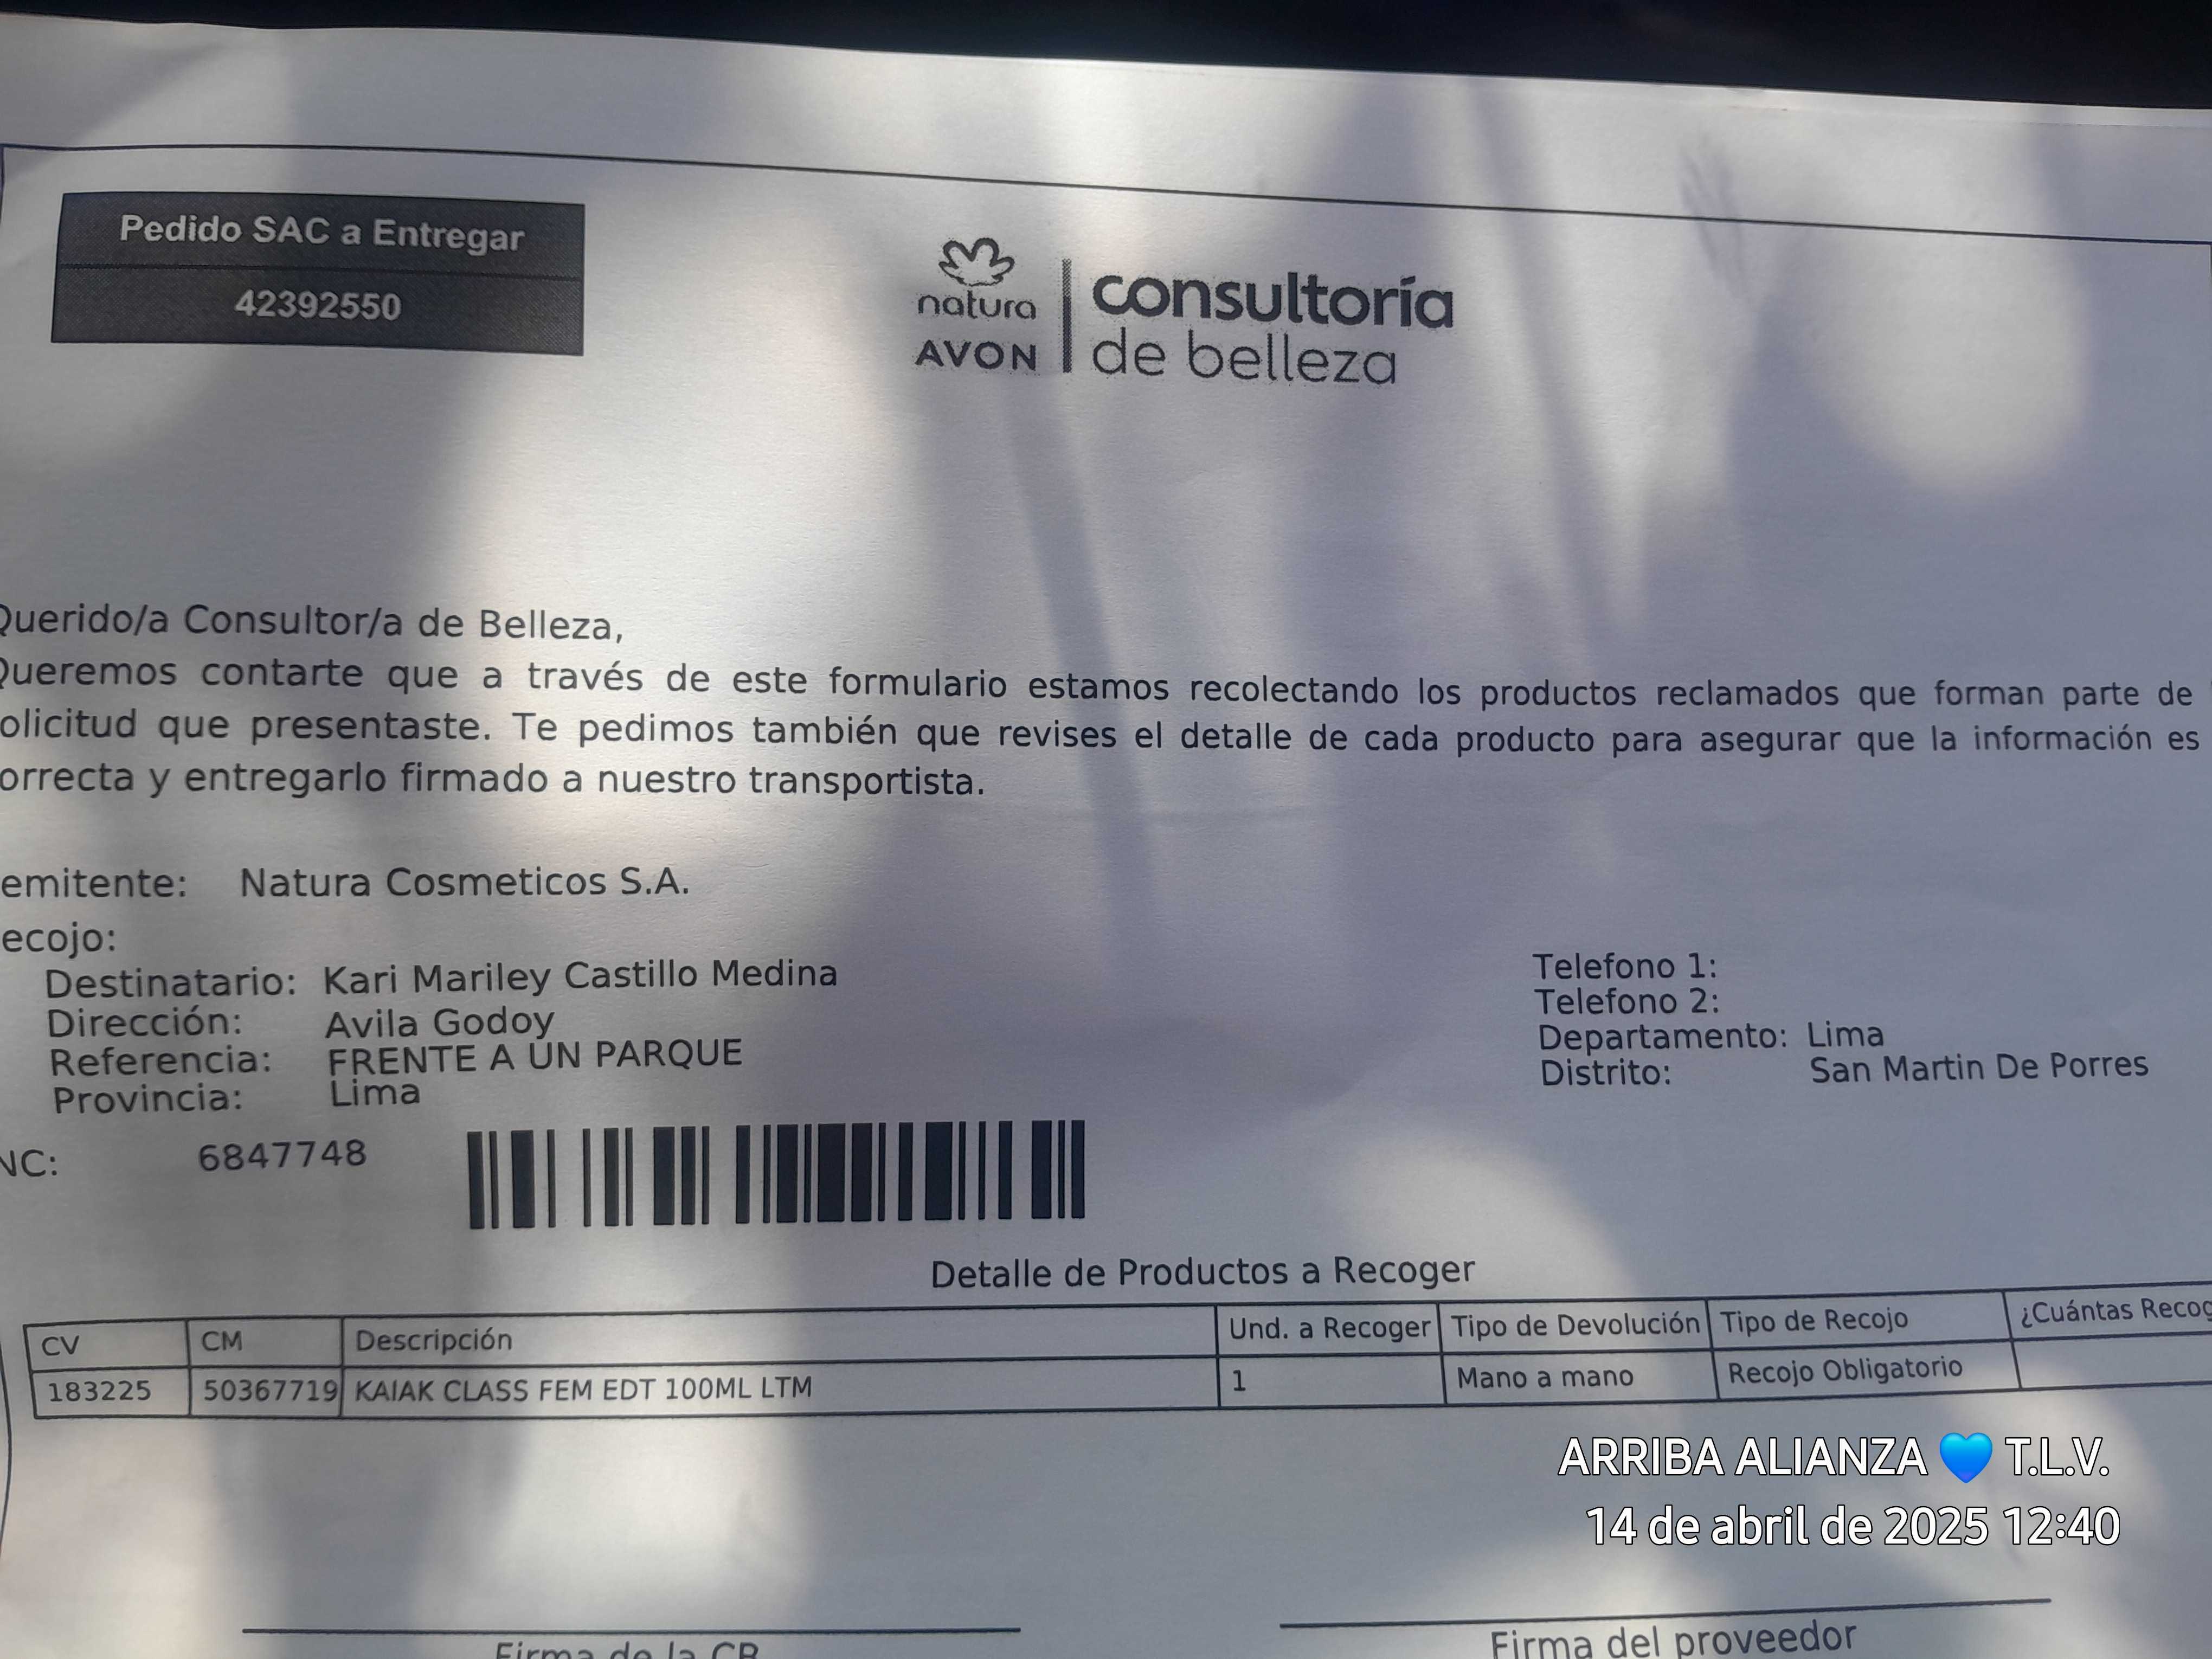 Pedido SAC a Entregar
42392550
natura
AVON
consultoría
de belleza
Querido/a Consultor/a de Belleza,
Queremos contarte que a través de este formulario estamos recolectando los productos reclamados que forman parte de
olicitud que presentaste. Te pedimos también que revises el detalle de cada producto para asegurar que la información es
orrecta y entregarlo firmado a nuestro transportista.
emitente: Natura Cosmeticos S.A.
ecojo:
Destinatario: Kari Mariley Castillo Medina
Dirección: Avila Godoy
Referencia: FRENTE A UN PARQUE
Provincia: Lima
Telefono 1:
Telefono 2:
Departamento: Lima
Distrito: San Martin De Porres
NC: 6847748
Detalle de Productos a Recoger
CV CM Descripción Und. a Recoger Tipo de Devolución Tipo de Recojo ¿Cuántas Recog
183225 50367719 KAIAK CLASS FEM EDT 100ML LTM 1 Mano a mano Recojo Obligatorio
ARRIBA ALIANZA 💙 T.L.V.
14 de abril de 2025 12:40
Firma de la CB
Firma del proveedor